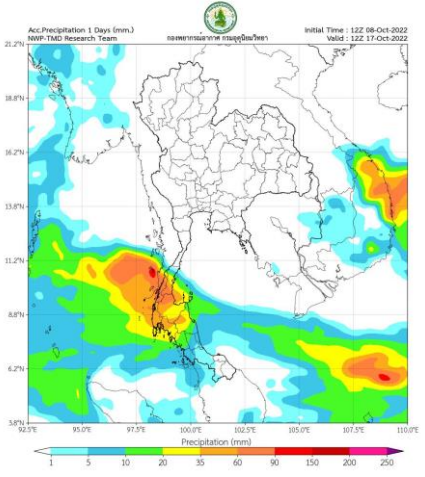 Acc.Precipitation 1 Days (mm.)
NWP-TMD Research Team
กองพยากรณ์อากาศ กรมอุตุนิยมวิทยา
Initial Time : 12Z 08-Oct-2022
Valid : 12Z 17-Oct-2022
21.2°N
18.8°N
16.2°N
13.8°N
11.2°N
8.8°N
6.2°N
3.8°N
92.5°E 95.0°E 97.5°E 100.0°E 102.5°E 105.0°E 107.5°E 110.0°E
Precipitation (mm)
1 5 10 20 35 60 90 150 200 250